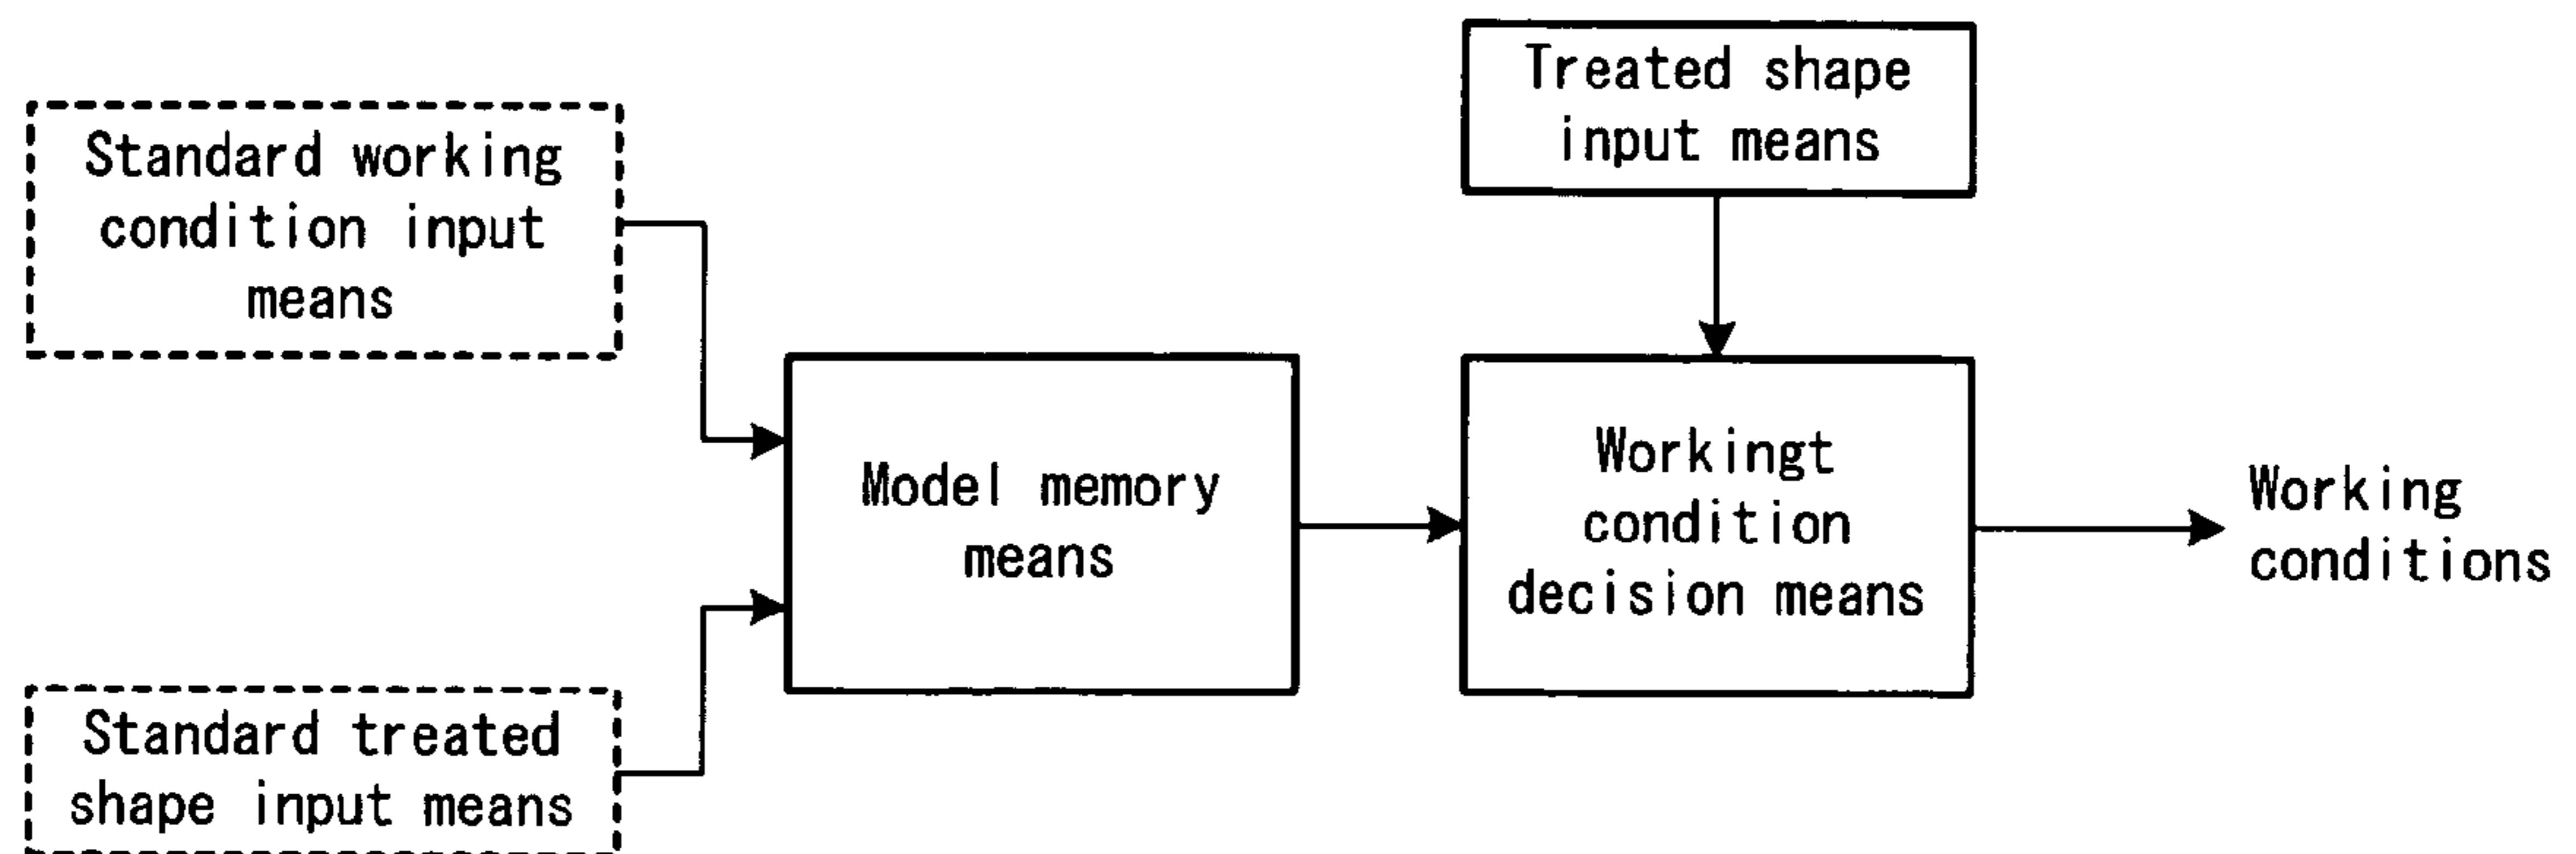 Treated shape
input means
Standard working
condition input
means
Model memory
means
Workingt
condition
decision means
Working
conditions
Standard treated
shape input means